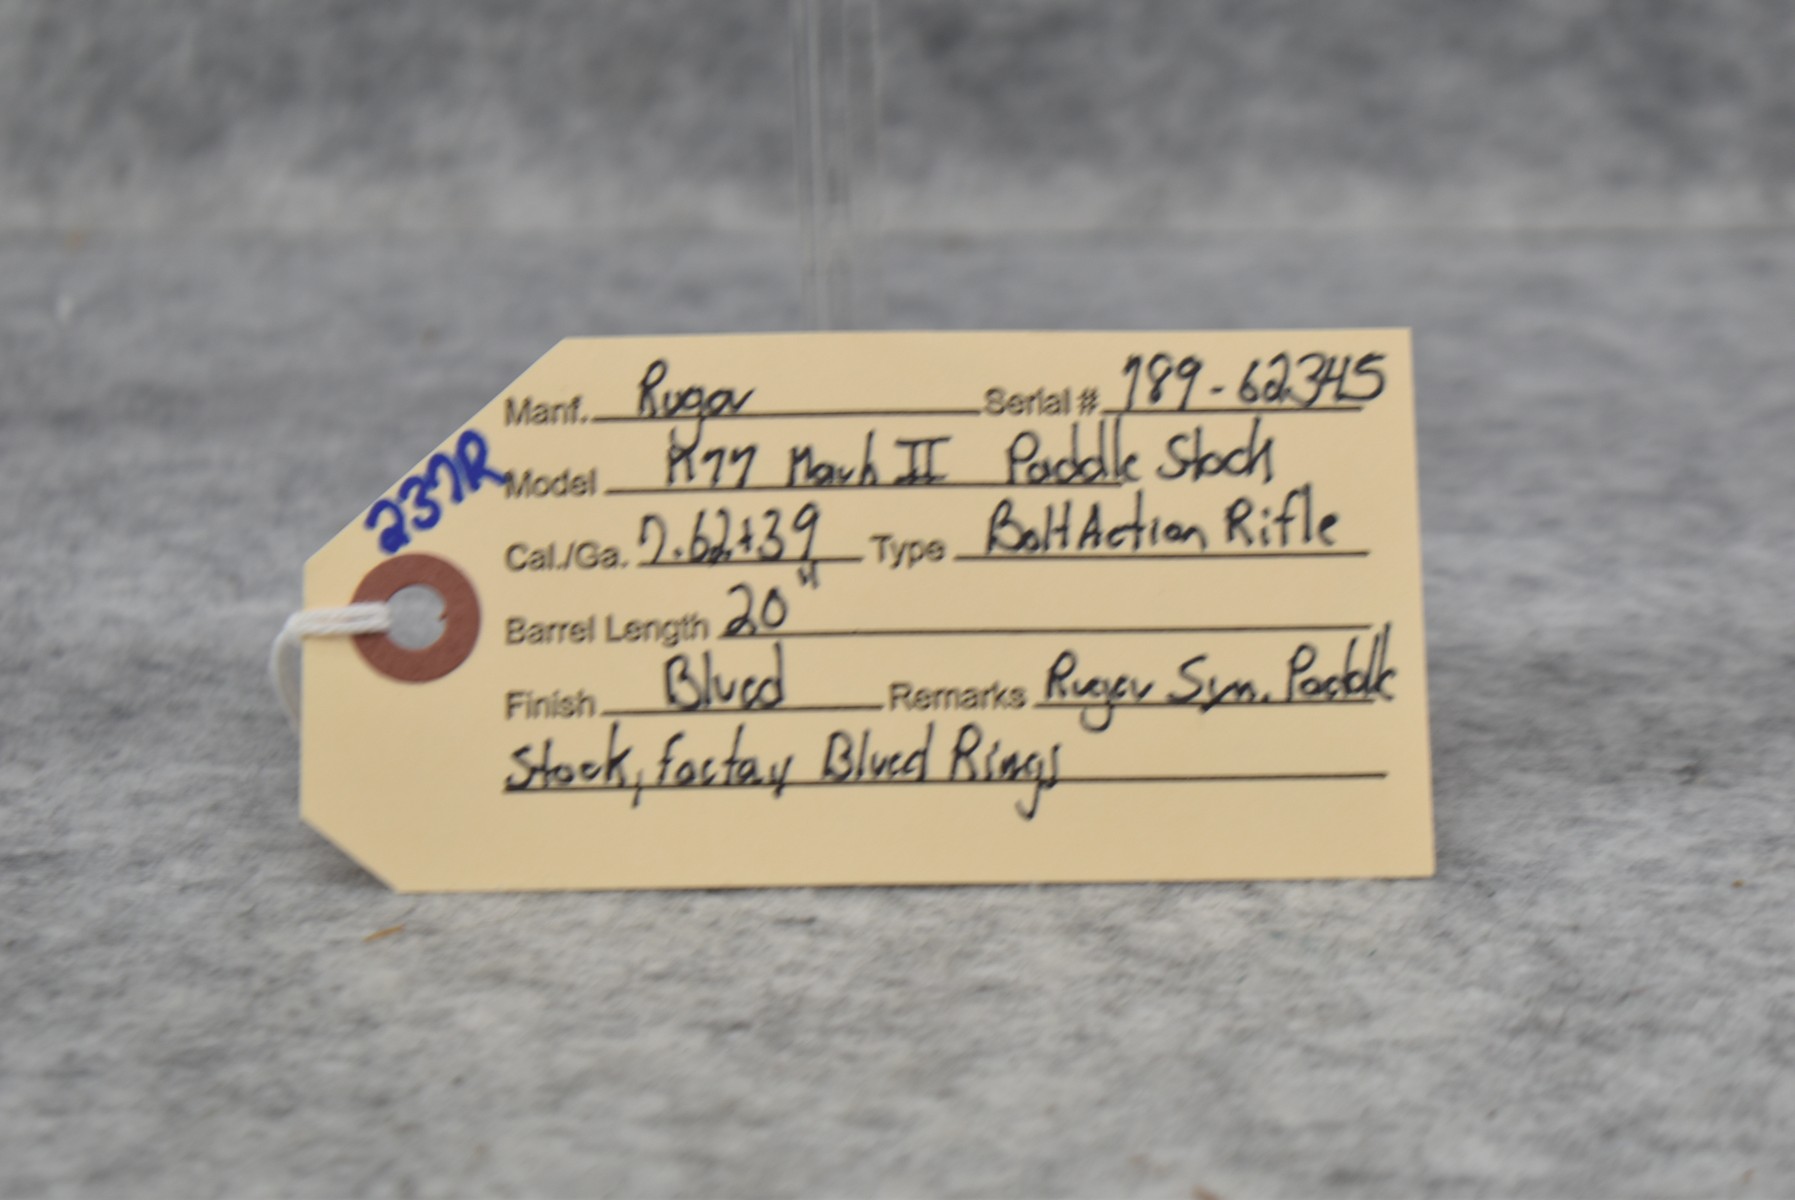 237R
Manf. Ruger Serial # 789-62345
Model K77 Mark II Paddle Stock
Cal./Ga. 7.62x39 Type Bolt Action Rifle
Barrel Length 20"
Finish Blued Remarks Ruger Syn. Paddle
Stock, factory Blued Rings